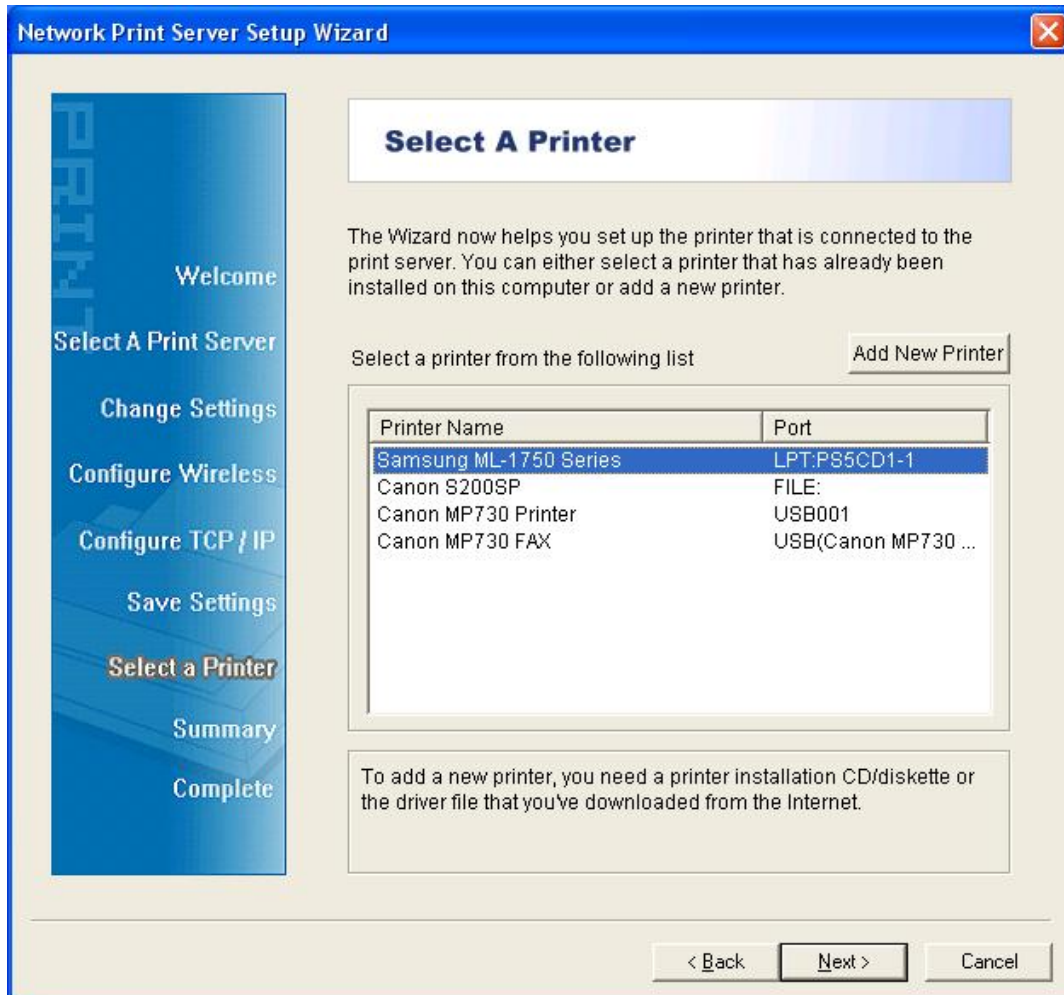 Network Print Server Setup Wizard
PRINT
Welcome
Select A Print Server
Change Settings
Configure Wireless
Configure TCP / IP
Save Settings
Select a Printer
Summary
Complete
Select A Printer
The Wizard now helps you set up the printer that is connected to the
print server. You can either select a printer that has already been
installed on this computer or add a new printer.
Select a printer from the following list
Add New Printer
Printer Name Port
Samsung ML-1750 Series LPT:PS5CD1-1
Canon S200SP FILE:
Canon MP730 Printer USB001
Canon MP730 FAX USB(Canon MP730 ...
To add a new printer, you need a printer installation CD/diskette or
the driver file that you've downloaded from the Internet.
< Back Next > Cancel